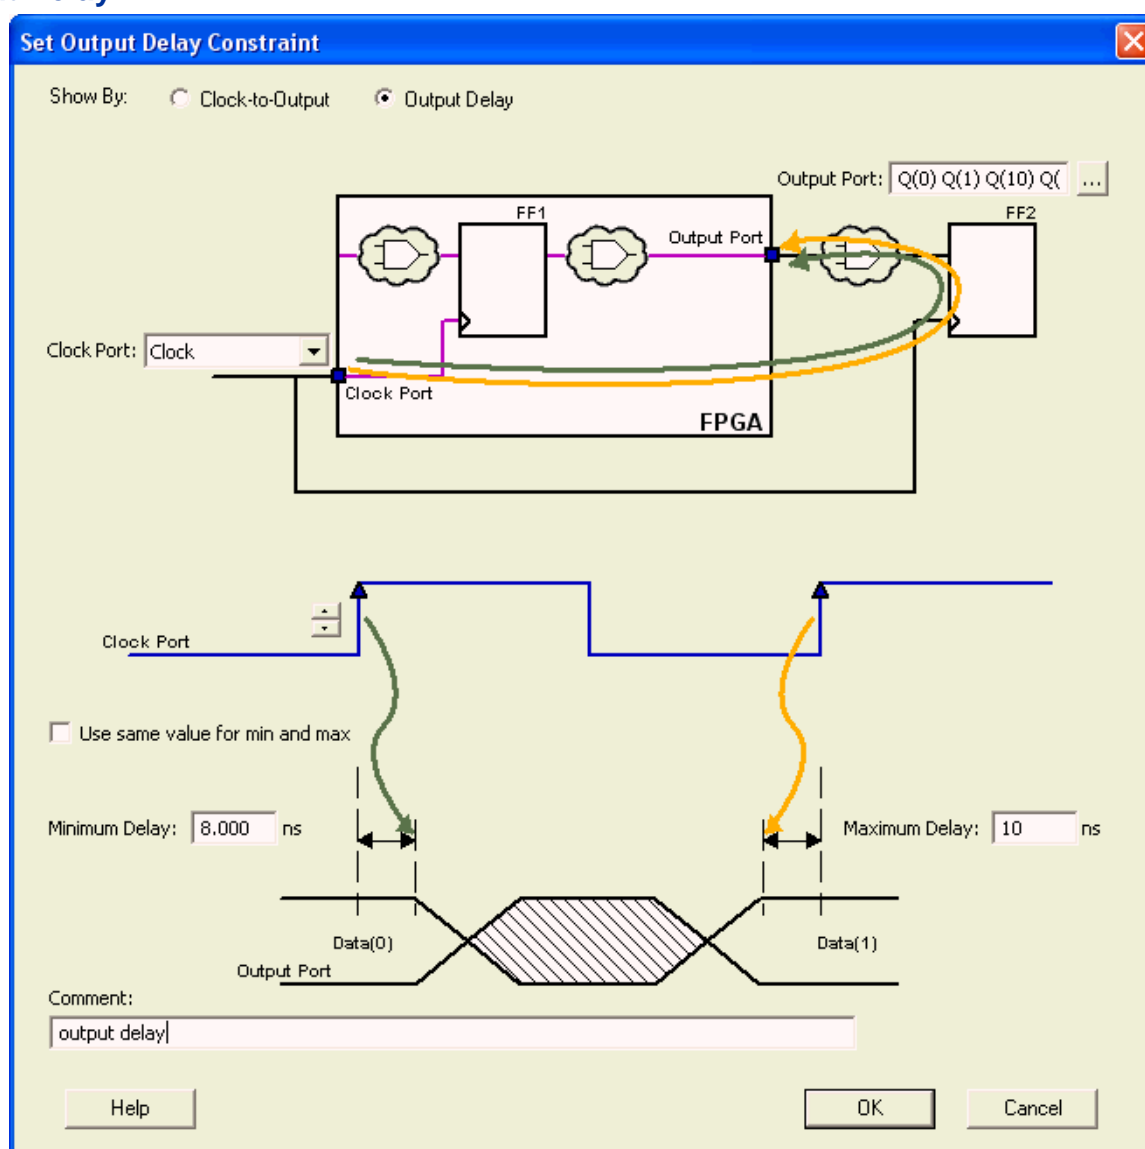 Set Output Delay Constraint
Show By: Clock-to-Output Output Delay
Output Port: Q(0) Q(1) Q(10) Q( ...
FF1 FF2
Output Port
Clock Port: Clock
Clock Port
FPGA
Clock Port
Use same value for min and max
Minimum Delay: 8.000 ns Maximum Delay: 10 ns
Data(0) Data(1)
Output Port
Comment:
output delay
Help OK Cancel